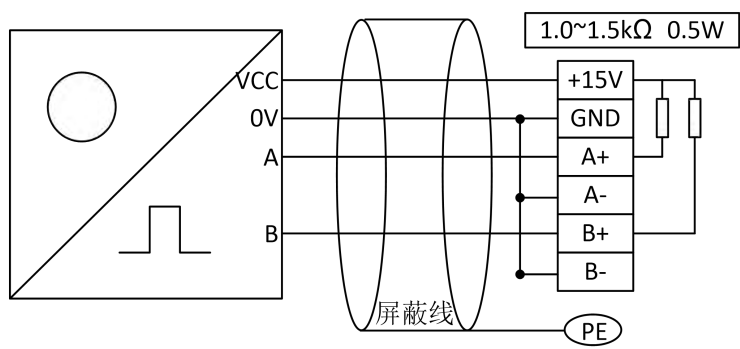 1.0~1.5kΩ 0.5W
VCC
+15V
0V
GND
A
A+
A-
B
B+
B-
屏蔽线
PE